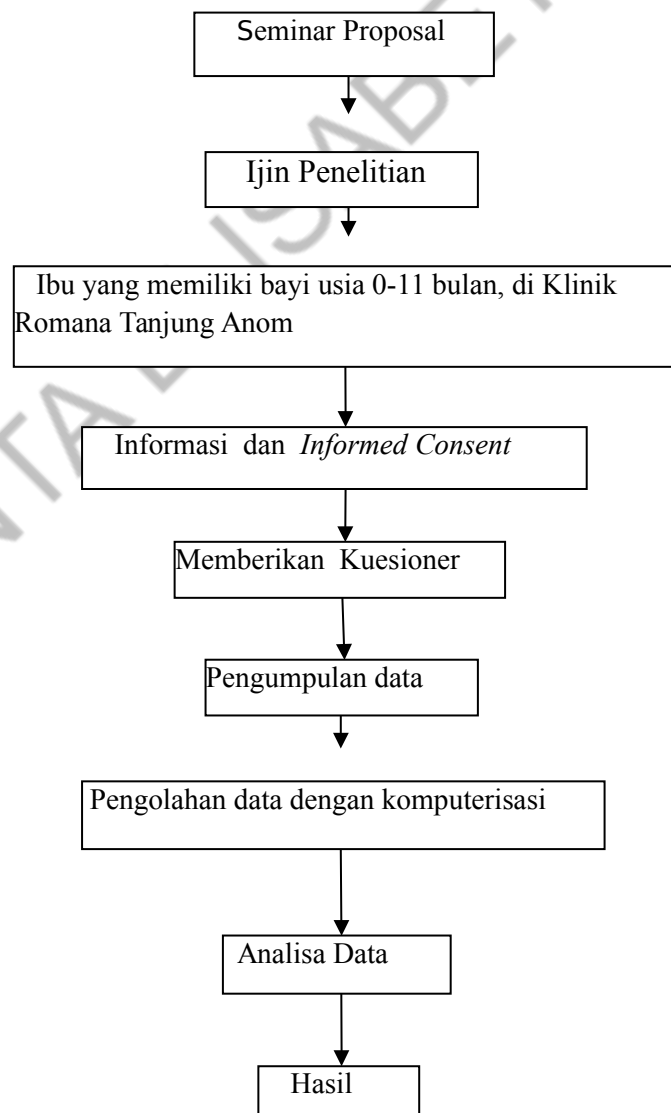 Seminar Proposal
Ijin Penelitian
Ibu yang memiliki bayi usia 0-11 bulan, di Klinik
Romana Tanjung Anom
Informasi dan Informed Consent
Memberikan Kuesioner
Pengumpulan data
Pengolahan data dengan komputerisasi
Analisa Data
Hasil